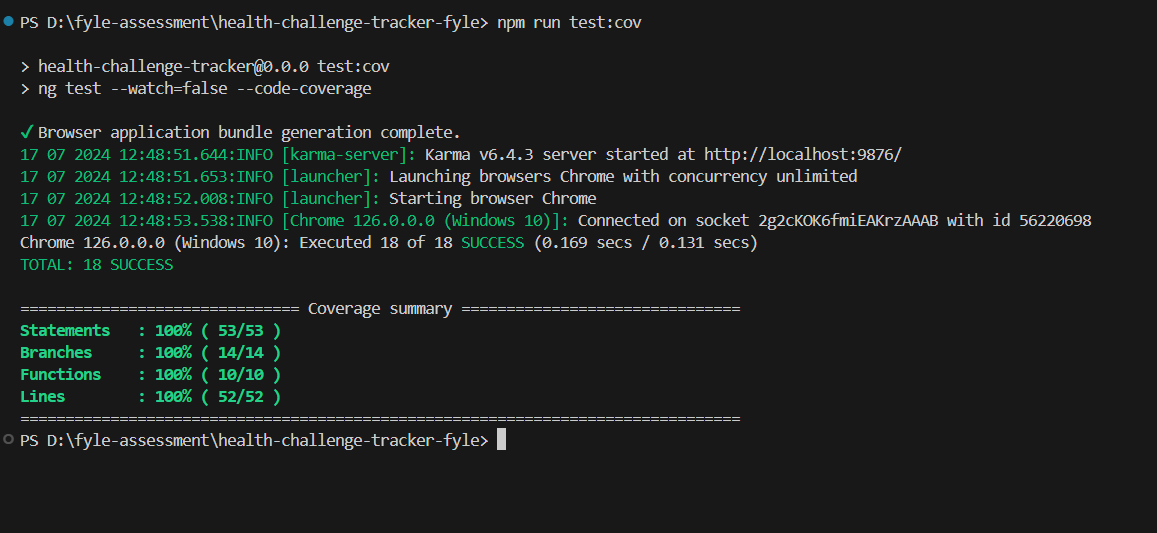 PS D:\fyle-assessment\health-challenge-tracker-fyle> npm run test:cov
> health-challenge-tracker@0.0.0 test:cov
> ng test --watch=false --code-coverage
✔ Browser application bundle generation complete.
17 07 2024 12:48:51.644:INFO [karma-server]: Karma v6.4.3 server started at http://localhost:9876/
17 07 2024 12:48:51.653:INFO [launcher]: Launching browsers Chrome with concurrency unlimited
17 07 2024 12:48:52.008:INFO [launcher]: Starting browser Chrome
17 07 2024 12:48:53.538:INFO [Chrome 126.0.0.0 (Windows 10)]: Connected on socket 2g2cKOK6fmiEAKrzAAAB with id 56220698
Chrome 126.0.0.0 (Windows 10): Executed 18 of 18 SUCCESS (0.169 secs / 0.131 secs)
TOTAL: 18 SUCCESS
=============================== Coverage summary ===============================
Statements   : 100% ( 53/53 )
Branches     : 100% ( 14/14 )
Functions    : 100% ( 10/10 )
Lines        : 100% ( 52/52 )
================================================================================
PS D:\fyle-assessment\health-challenge-tracker-fyle>